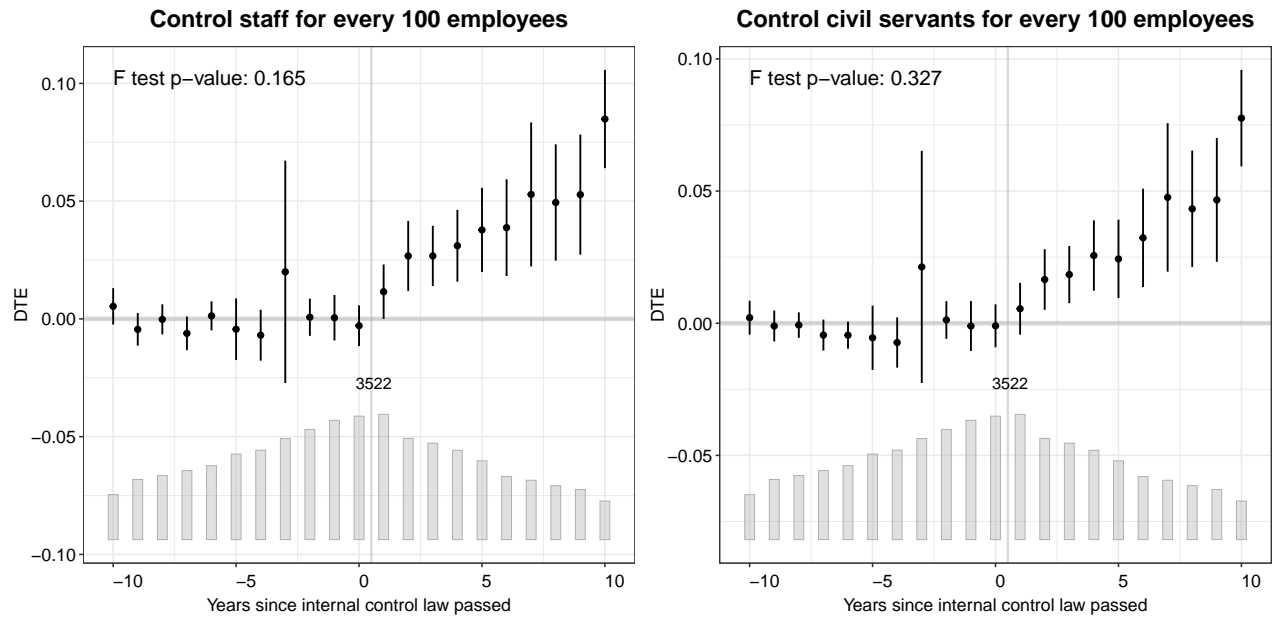 Control staff for every 100 employees
F test p−value: 0.165
DTE
0.10
0.05
0.00
−0.05
−0.10
3522
−10
−5
0
5
10
Years since internal control law passed
Control civil servants for every 100 employees
F test p−value: 0.327
DTE
0.10
0.05
0.00
−0.05
3522
−10
−5
0
5
10
Years since internal control law passed